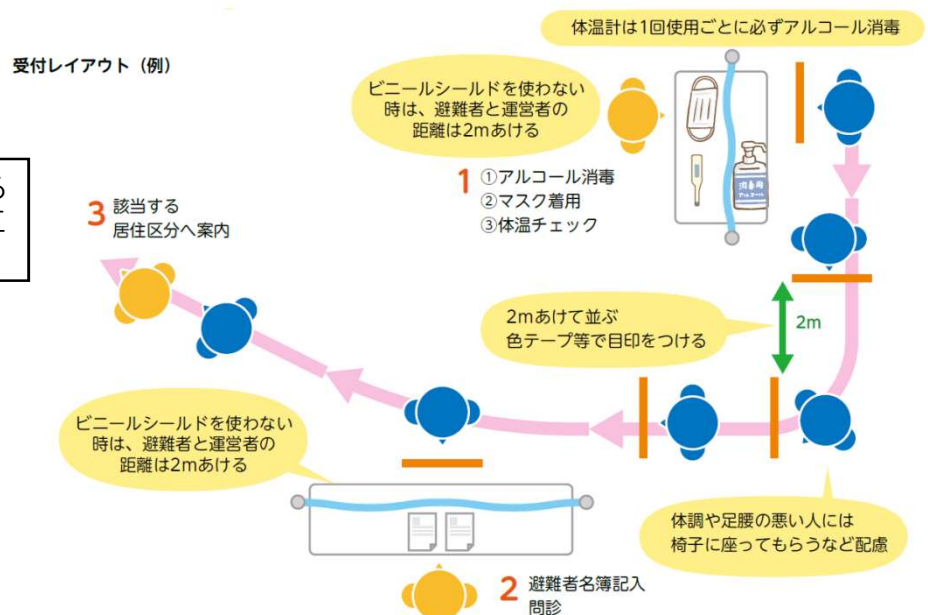 受付レイアウト（例）
体温計は1回使用ごとに必ずアルコール消毒
ビニールシールドを使わない
時は、避難者と運営者の
距離は2mあける
1 ①アルコール消毒
②マスク着用
③体温チェック
消毒用
アルコール
3 該当する
居住区分へ案内
2mあけて並ぶ
色テープ等で目印をつける
2m
ビニールシールドを使わない
時は、避難者と運営者の
距離は2mあける
体調や足腰の悪い人には
椅子に座ってもらうなど配慮
2 避難者名簿記入
問診